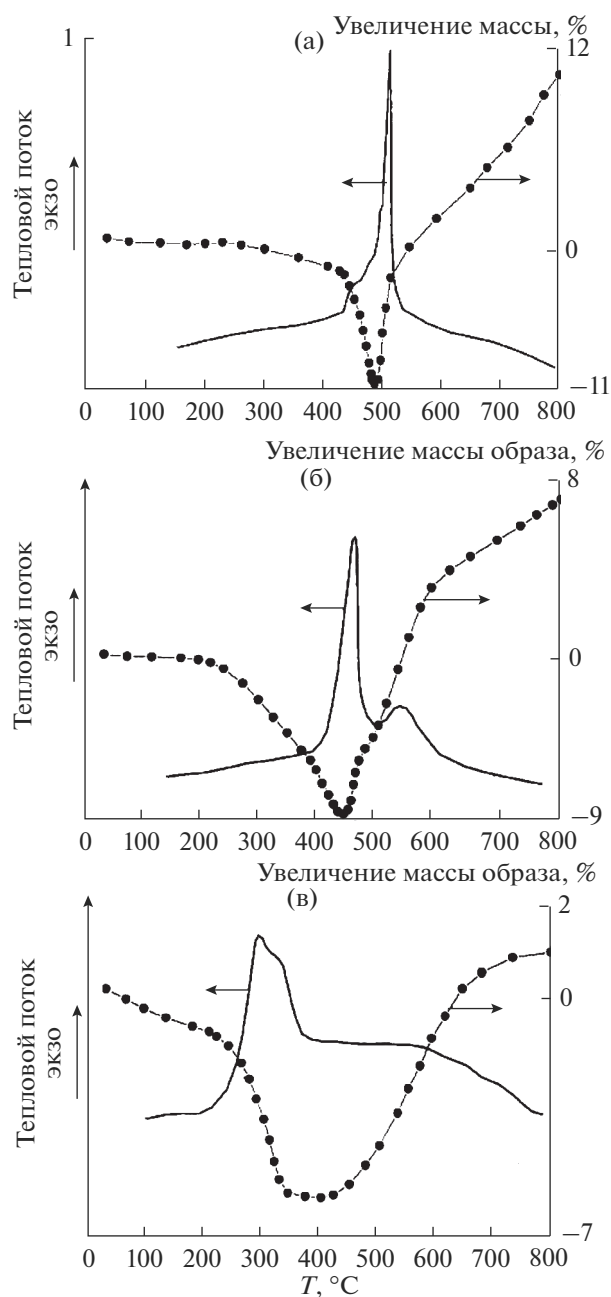 Увеличение массы, %
(а)
1
12
0
−11
Тепловой поток
экзо
0 100 200 300 400 500 600 700 800
Увеличение массы образа, %
(б)
8
0
−9
Тепловой поток
экзо
0 100 200 300 400 500 600 700 800
Увеличение массы образа, %
(в)
2
0
−7
Тепловой поток
экзо
0 100 200 300 400 500 600 700 800
T, °C